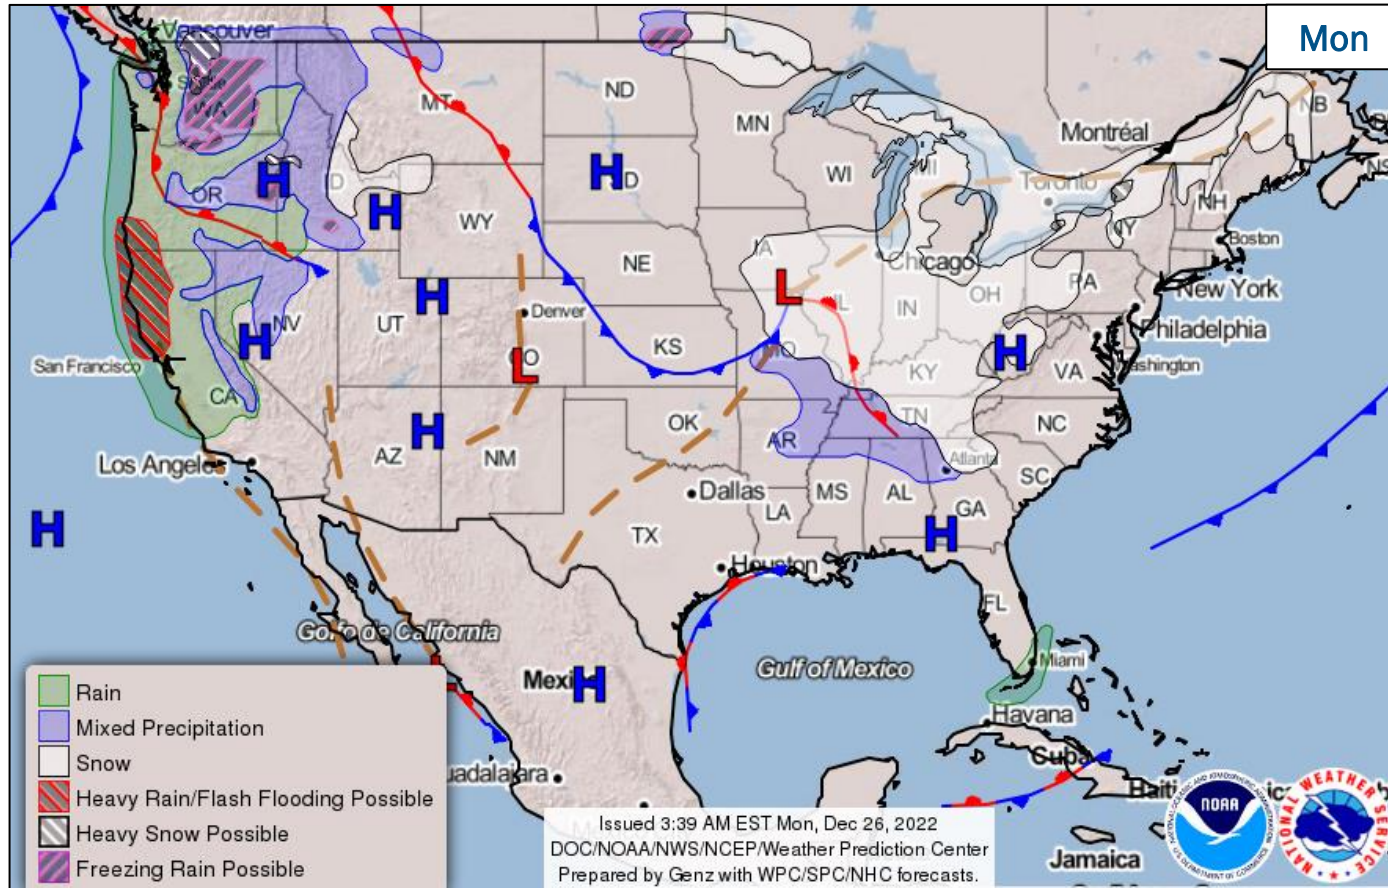 Mon
Vancouver
WA
MT
ND
MN
Montréal
NB
OR
WY
WI
MI
Toronto
NH
NY
Boston
IA
Chicago
NE
IL
IN
OH
PA
New York
Denver
Philadelphia
NV
UT
CO
KS
MO
Washington
San Francisco
KY
VA
CA
TN
NC
OK
AR
Atlanta
Los Angeles
AZ
NM
SC
Dallas
MS
AL
GA
LA
TX
Houston
FL
Golfo de California
Gulf of Mexico
Miami
Havana
Cuba
Jamaica
H
H
H
H
H
H
H
H
H
H
L
L
Rain
Mixed Precipitation
Snow
Heavy Rain/Flash Flooding Possible
Heavy Snow Possible
Freezing Rain Possible
Issued 3:39 AM EST Mon, Dec 26, 2022
DOC/NOAA/NWS/NCEP/Weather Prediction Center
Prepared by Genz with WPC/SPC/NHC forecasts.
NOAA
NATIONAL WEATHER SERVICE